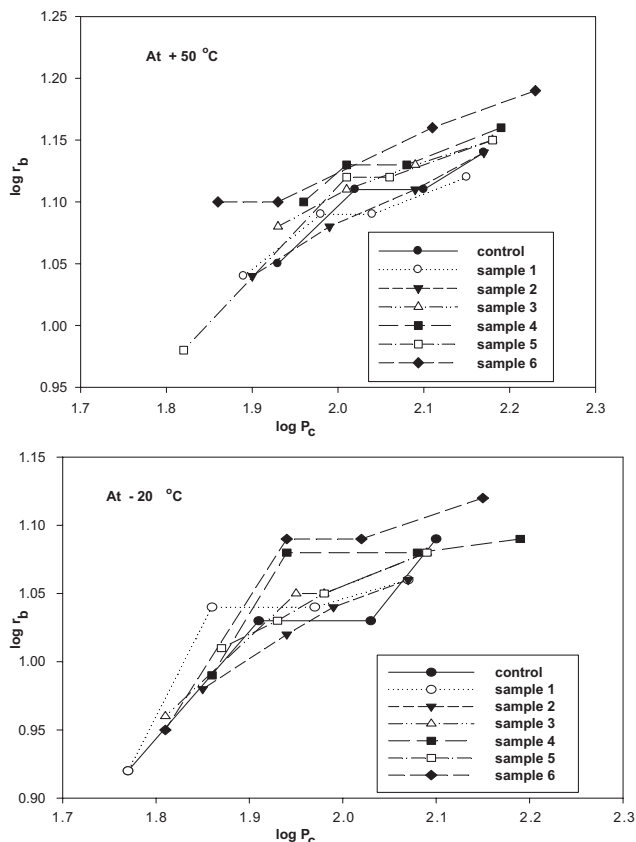 At + 50 °C
log r_b
1.25
1.20
1.15
1.10
1.05
1.00
0.95
1.7 1.8 1.9 2.0 2.1 2.2 2.3
log P_c
control
sample 1
sample 2
sample 3
sample 4
sample 5
sample 6
At - 20 °C
log r_b
1.15
1.10
1.05
1.00
0.95
0.90
1.7 1.8 1.9 2.0 2.1 2.2 2.3
log P_c
control
sample 1
sample 2
sample 3
sample 4
sample 5
sample 6